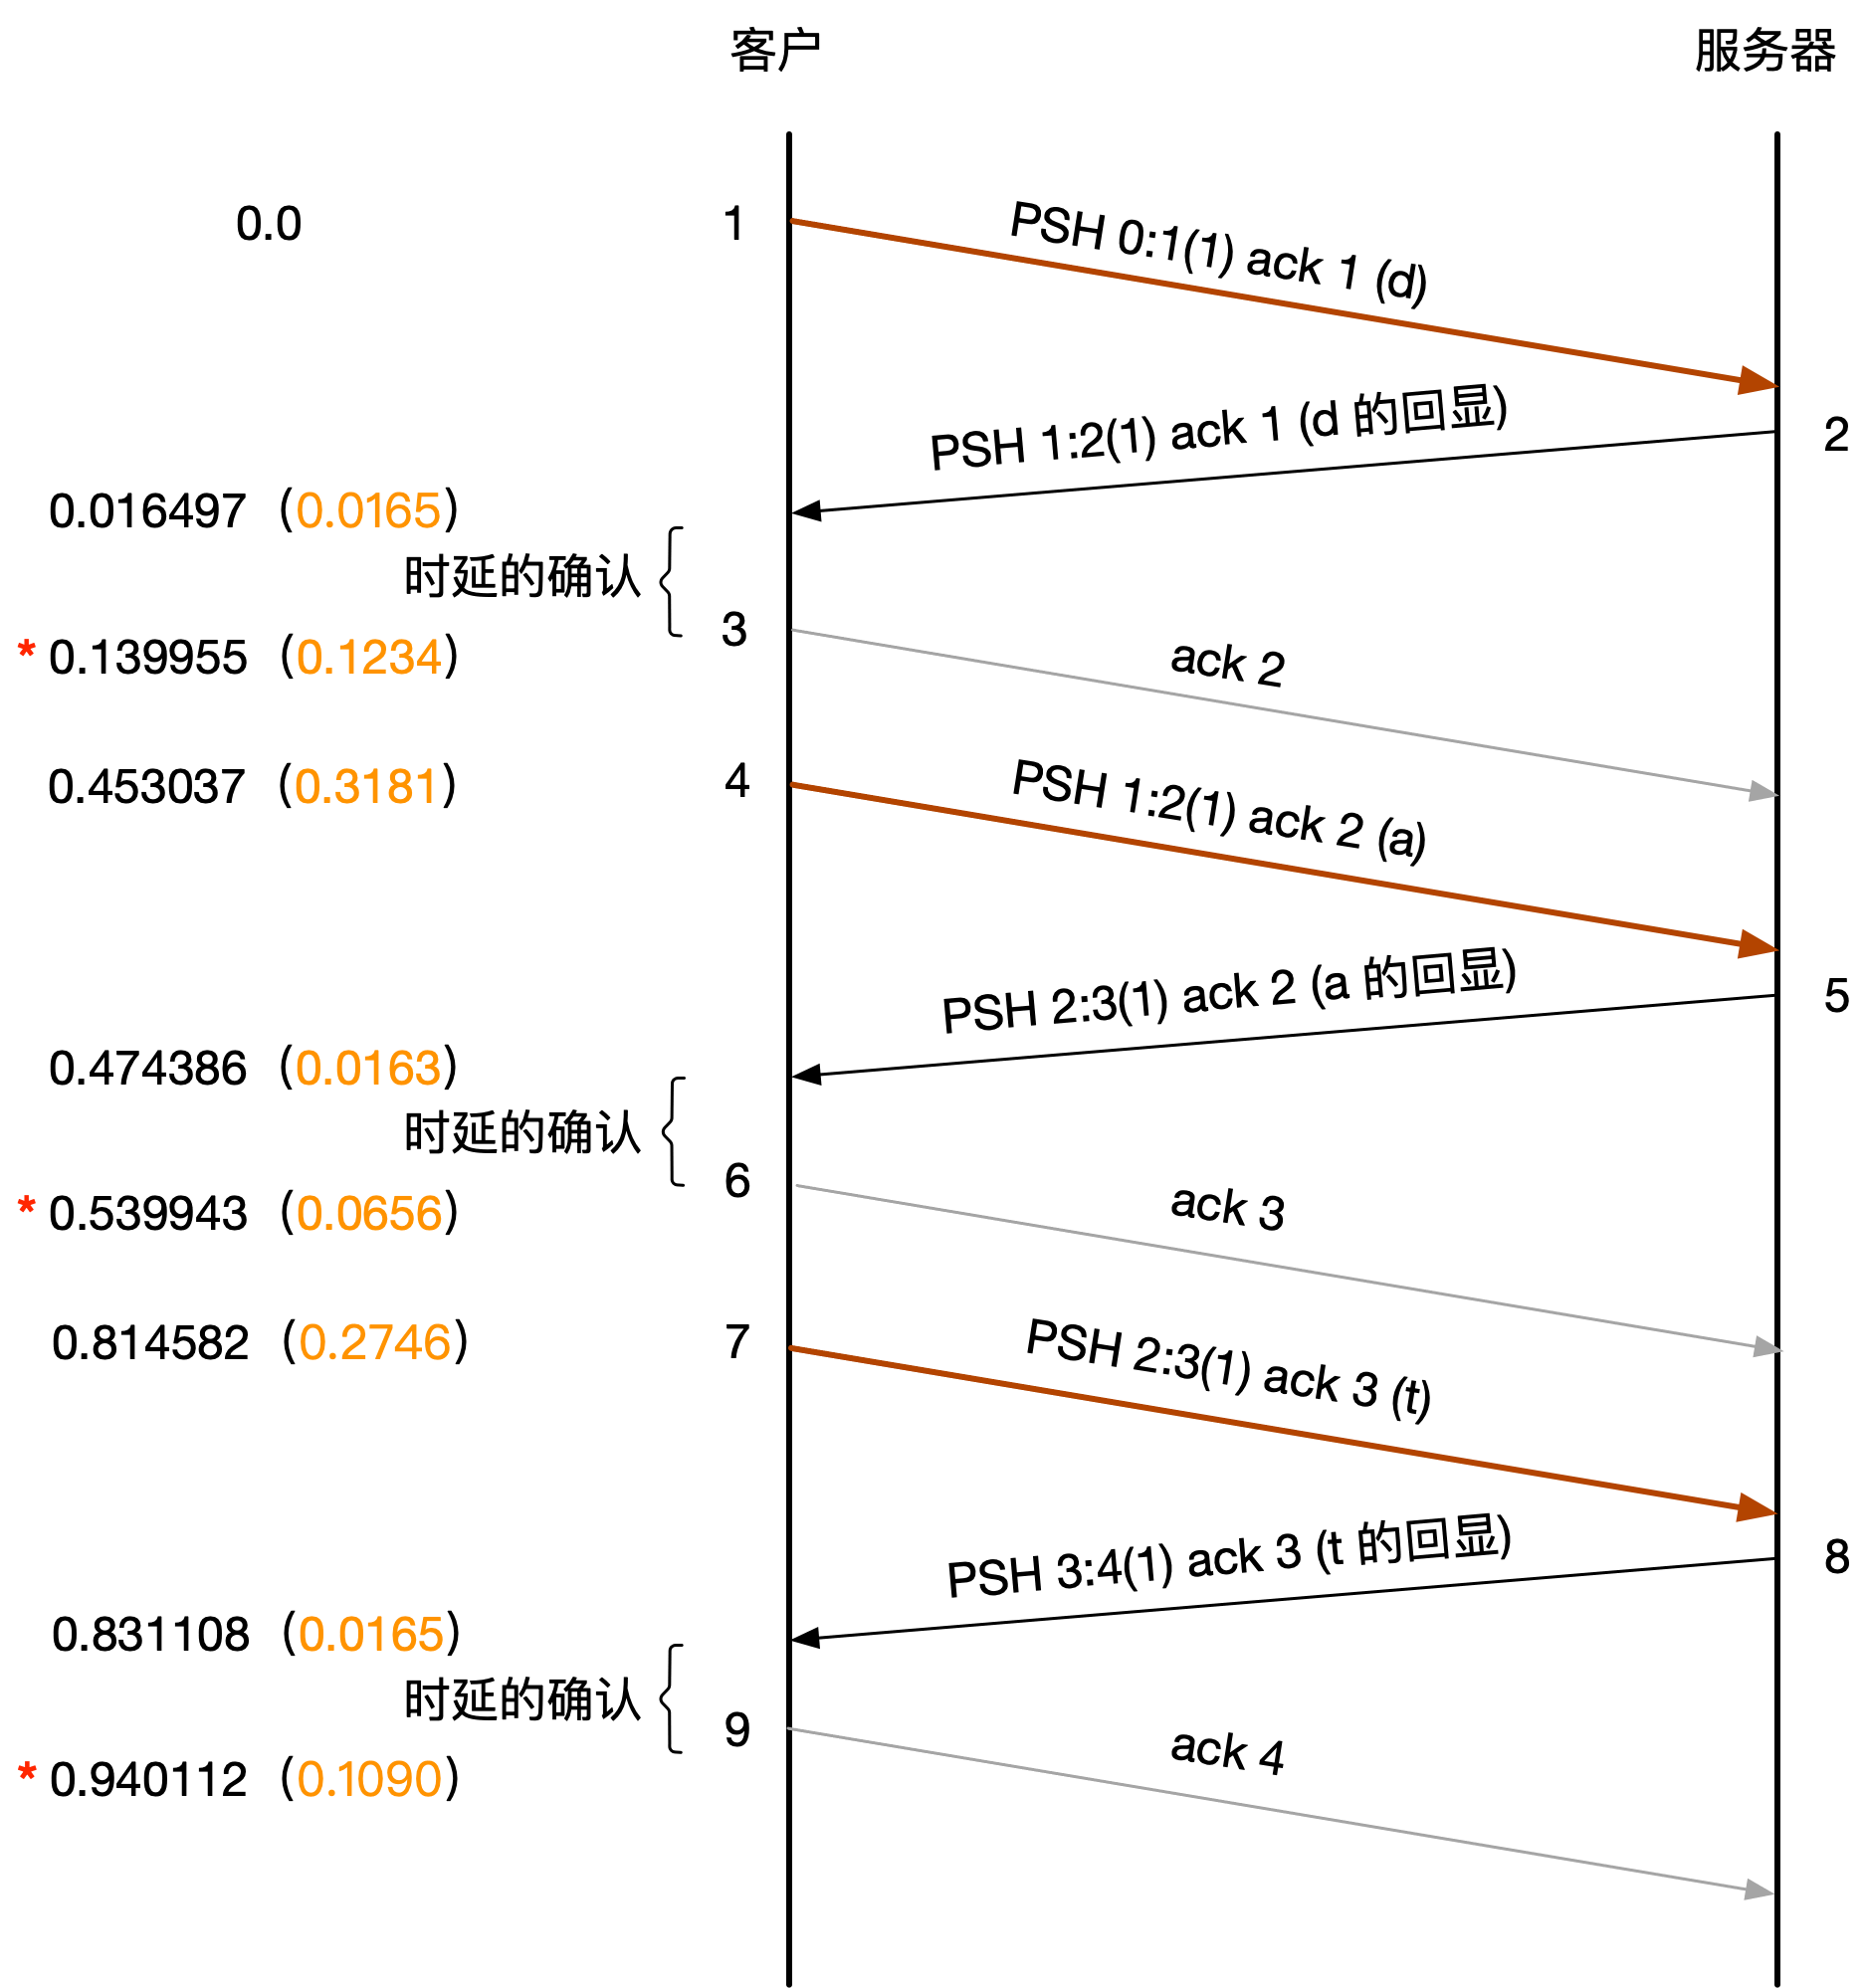 客户
服务器
0.0
1
PSH 0:1(1) ack 1 (d)
PSH 1:2(1) ack 1 (d 的回显)
2
0.016497 (0.0165)
时延的确认
3
* 0.139955 (0.1234)
ack 2
0.453037 (0.3181)
4
PSH 1:2(1) ack 2 (a)
PSH 2:3(1) ack 2 (a 的回显)
5
0.474386 (0.0163)
时延的确认
6
* 0.539943 (0.0656)
ack 3
0.814582 (0.2746)
7
PSH 2:3(1) ack 3 (t)
PSH 3:4(1) ack 3 (t 的回显)
8
0.831108 (0.0165)
时延的确认
9
* 0.940112 (0.1090)
ack 4